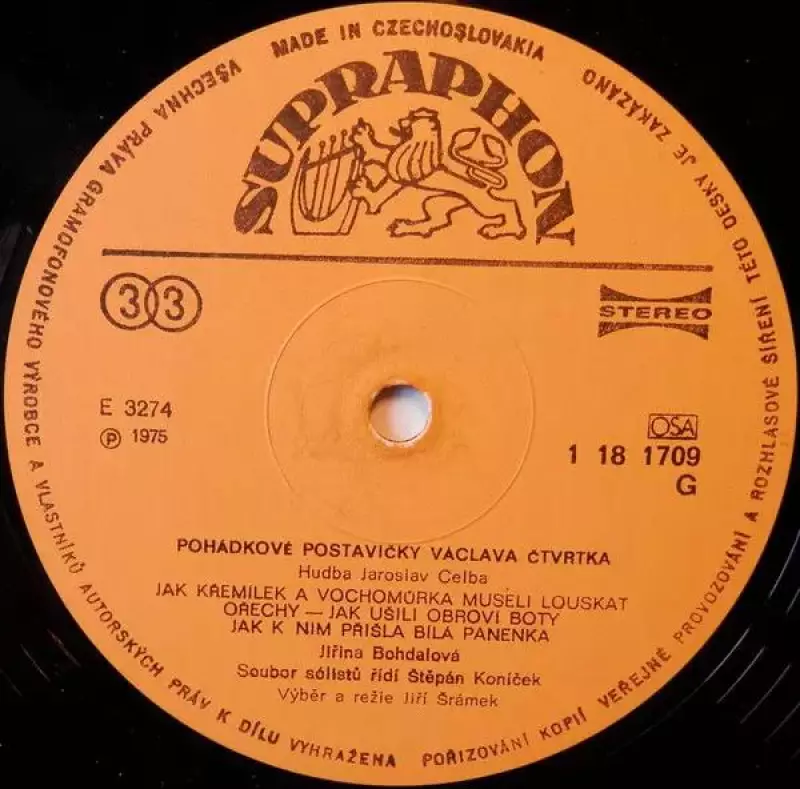 VŠECHNA PRÁVA GRAMOFONOVÉHO VÝROBCE A VLASTNÍKŮ AUTORSKÝCH PRÁV K DÍLU VYHRAŽENA
POŘIZOVÁNÍ KOPIÍ VEŘEJNÉ PROVOZOVÁNÍ A ROZHLASOVÉ ŠÍŘENÍ TÉTO DESKY JE ZAKÁZÁNO
MADE IN CZECHOSLOVAKIA
SUPRAPHON
33
STEREO
E 3274
Ⓟ 1975
OSA
1 18 1709
G
POHÁDKOVÉ POSTAVIČKY VÁCLAVA ČTVRTKA
Hudba Jaroslav Celba
JAK KŘEMÍLEK A VOCHOMŮRKA MUSELI LOUSKAT
OŘECHY — JAK UŠILI OBROVI BOTY
JAK K NIM PŘIŠLA BÍLÁ PANENKA
Jiřina Bohdalová
Soubor sólistů řídí Štěpán Koníček
Výběr a režie Jiří Šrámek